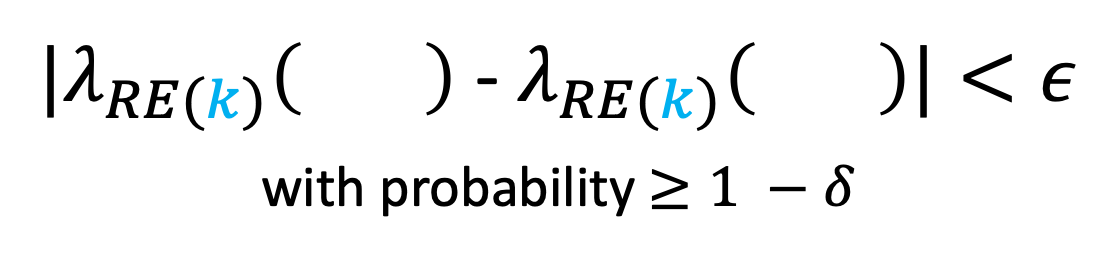 |λ_RE(k)(      ) - λ_RE(k)(      )| < ϵ
with probability ≥ 1 − δ